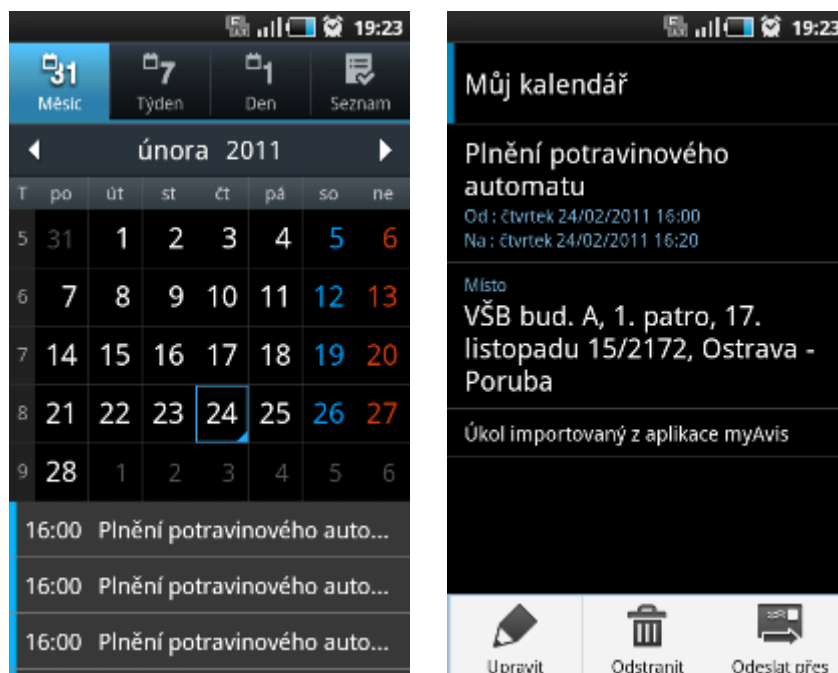 19:23
31 7 1
Měsíc Týden Den Seznam
února 2011
T po út st čt pá so ne
5 31 1 2 3 4 5 6
6 7 8 9 10 11 12 13
7 14 15 16 17 18 19 20
8 21 22 23 24 25 26 27
9 28 1 2 3 4 5 6
16:00 Plnění potravinového auto...
16:00 Plnění potravinového auto...
16:00 Plnění potravinového auto...
19:23
Můj kalendář
Plnění potravinového
automatu
Od : čtvrtek 24/02/2011 16:00
Na : čtvrtek 24/02/2011 16:20
Místo
VŠB bud. A, 1. patro, 17.
listopadu 15/2172, Ostrava -
Poruba
Úkol importovaný z aplikace myAvis
Upravit Odstranit Odeslat přes